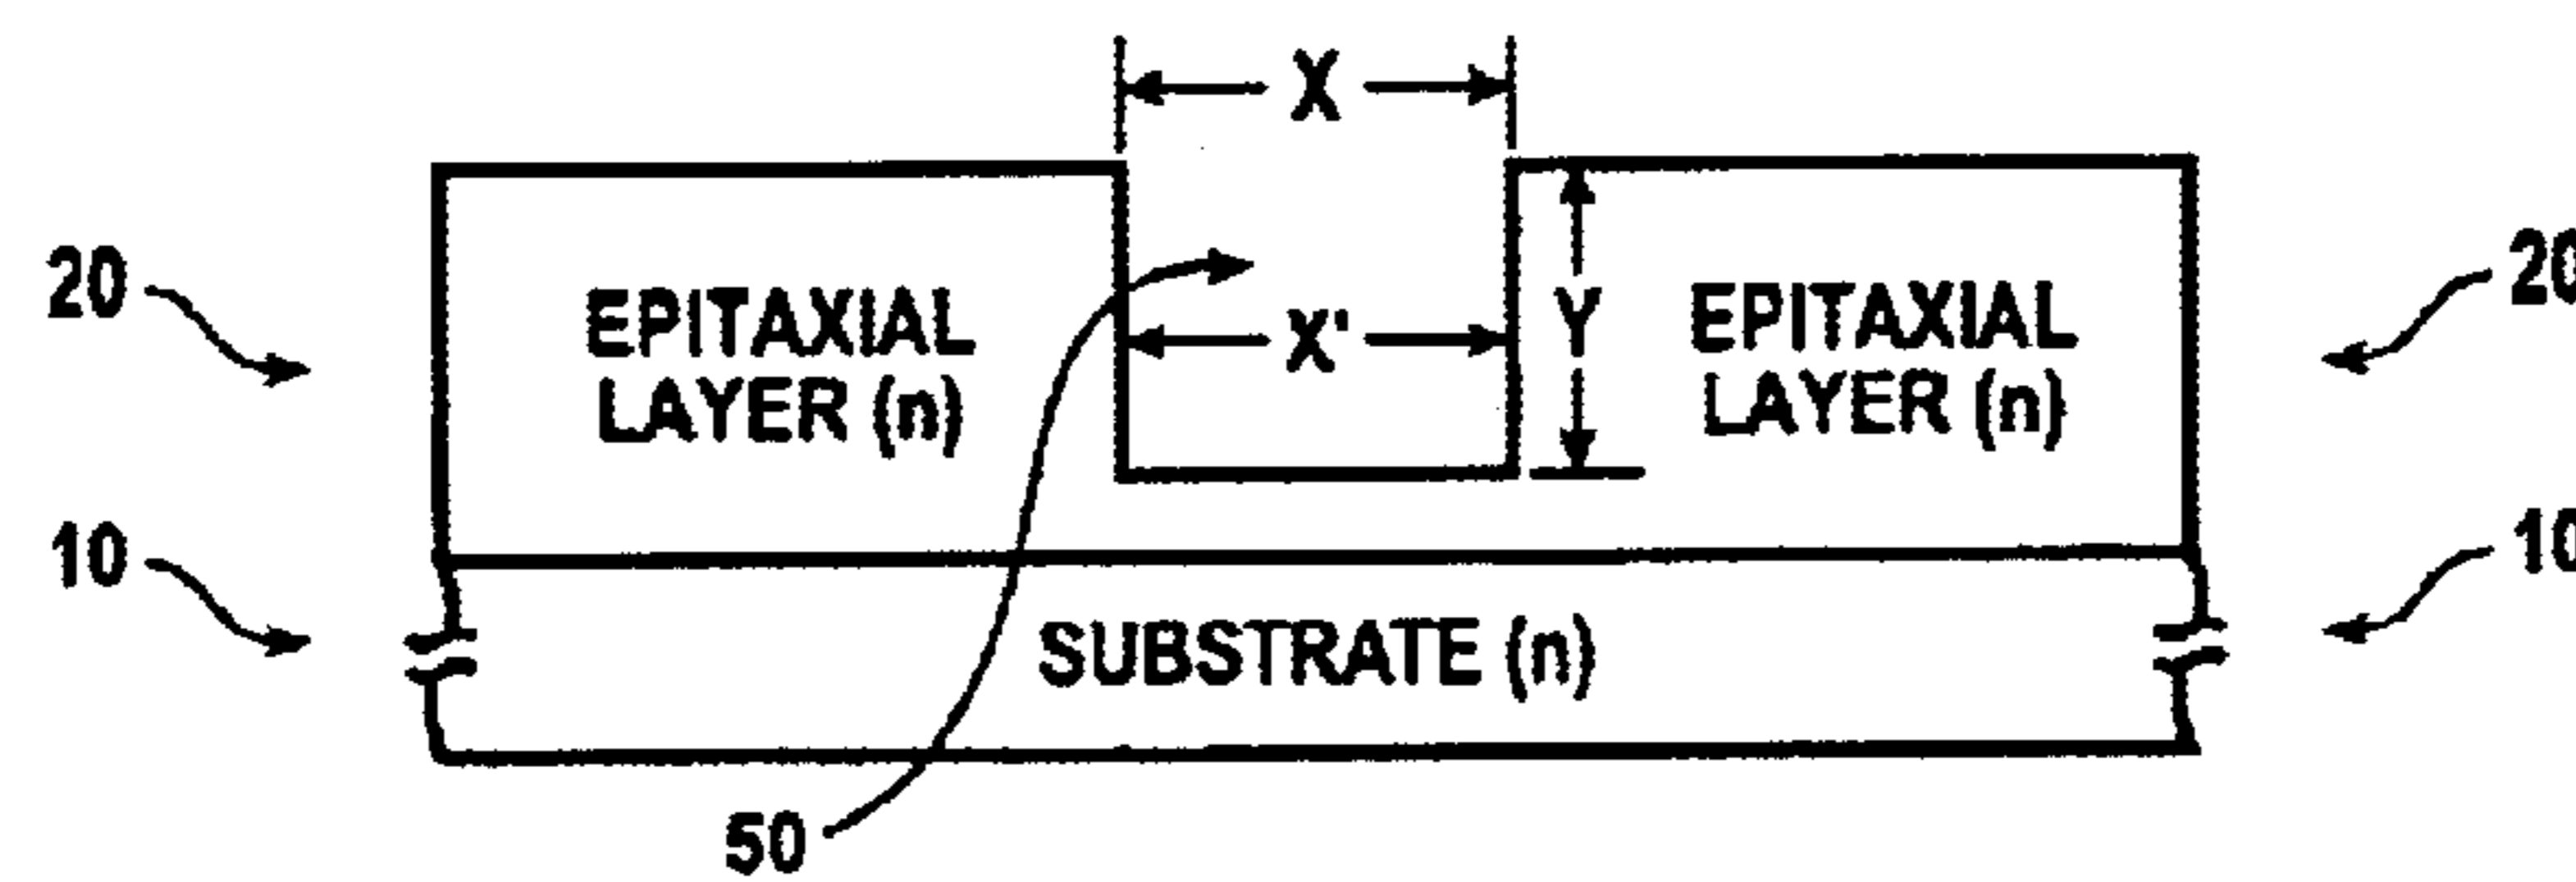 X
20
EPITAXIAL
LAYER (n)
X'
Y
EPITAXIAL
LAYER (n)
20
10
SUBSTRATE (n)
10
50